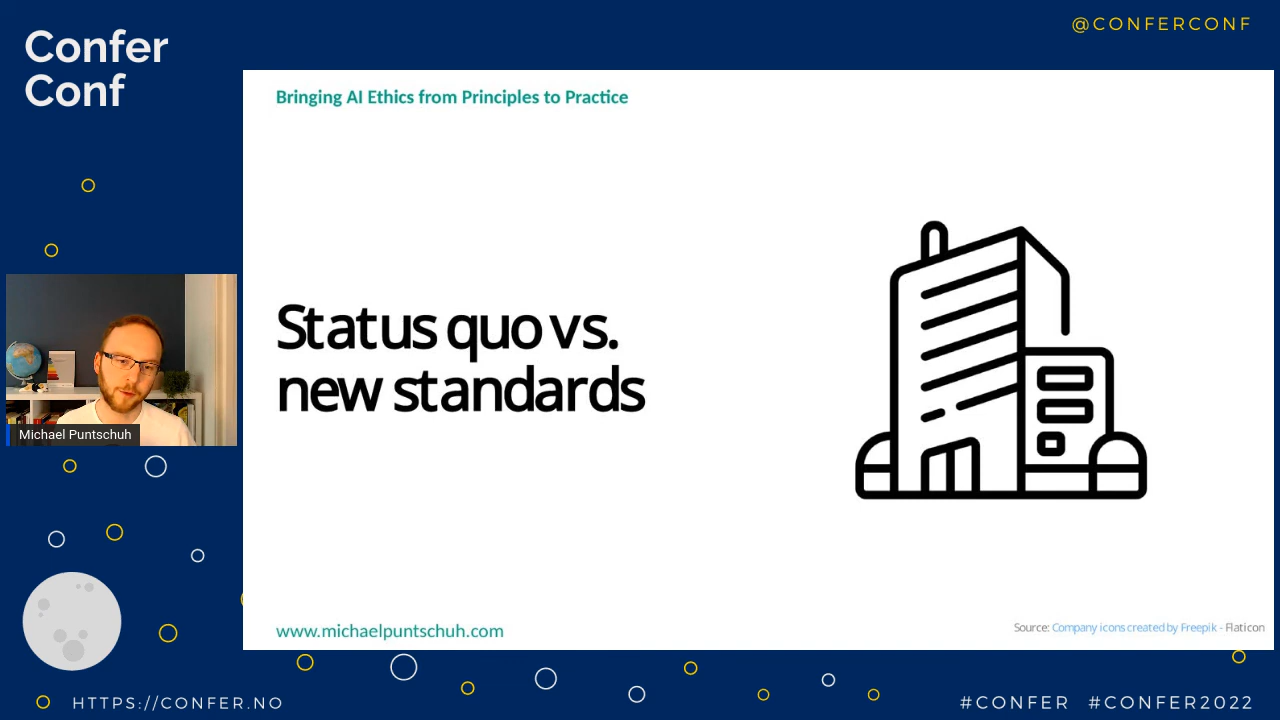 Confer
Conf
@CONFERCONF
Bringing AI Ethics from Principles to Practice
Status quo vs.
new standards
Michael Puntschuh
www.michaelpuntschuh.com
Source: Company icons created by Freepik - Flaticon
HTTPS://CONFER.NO
#CONFER #CONFER2022